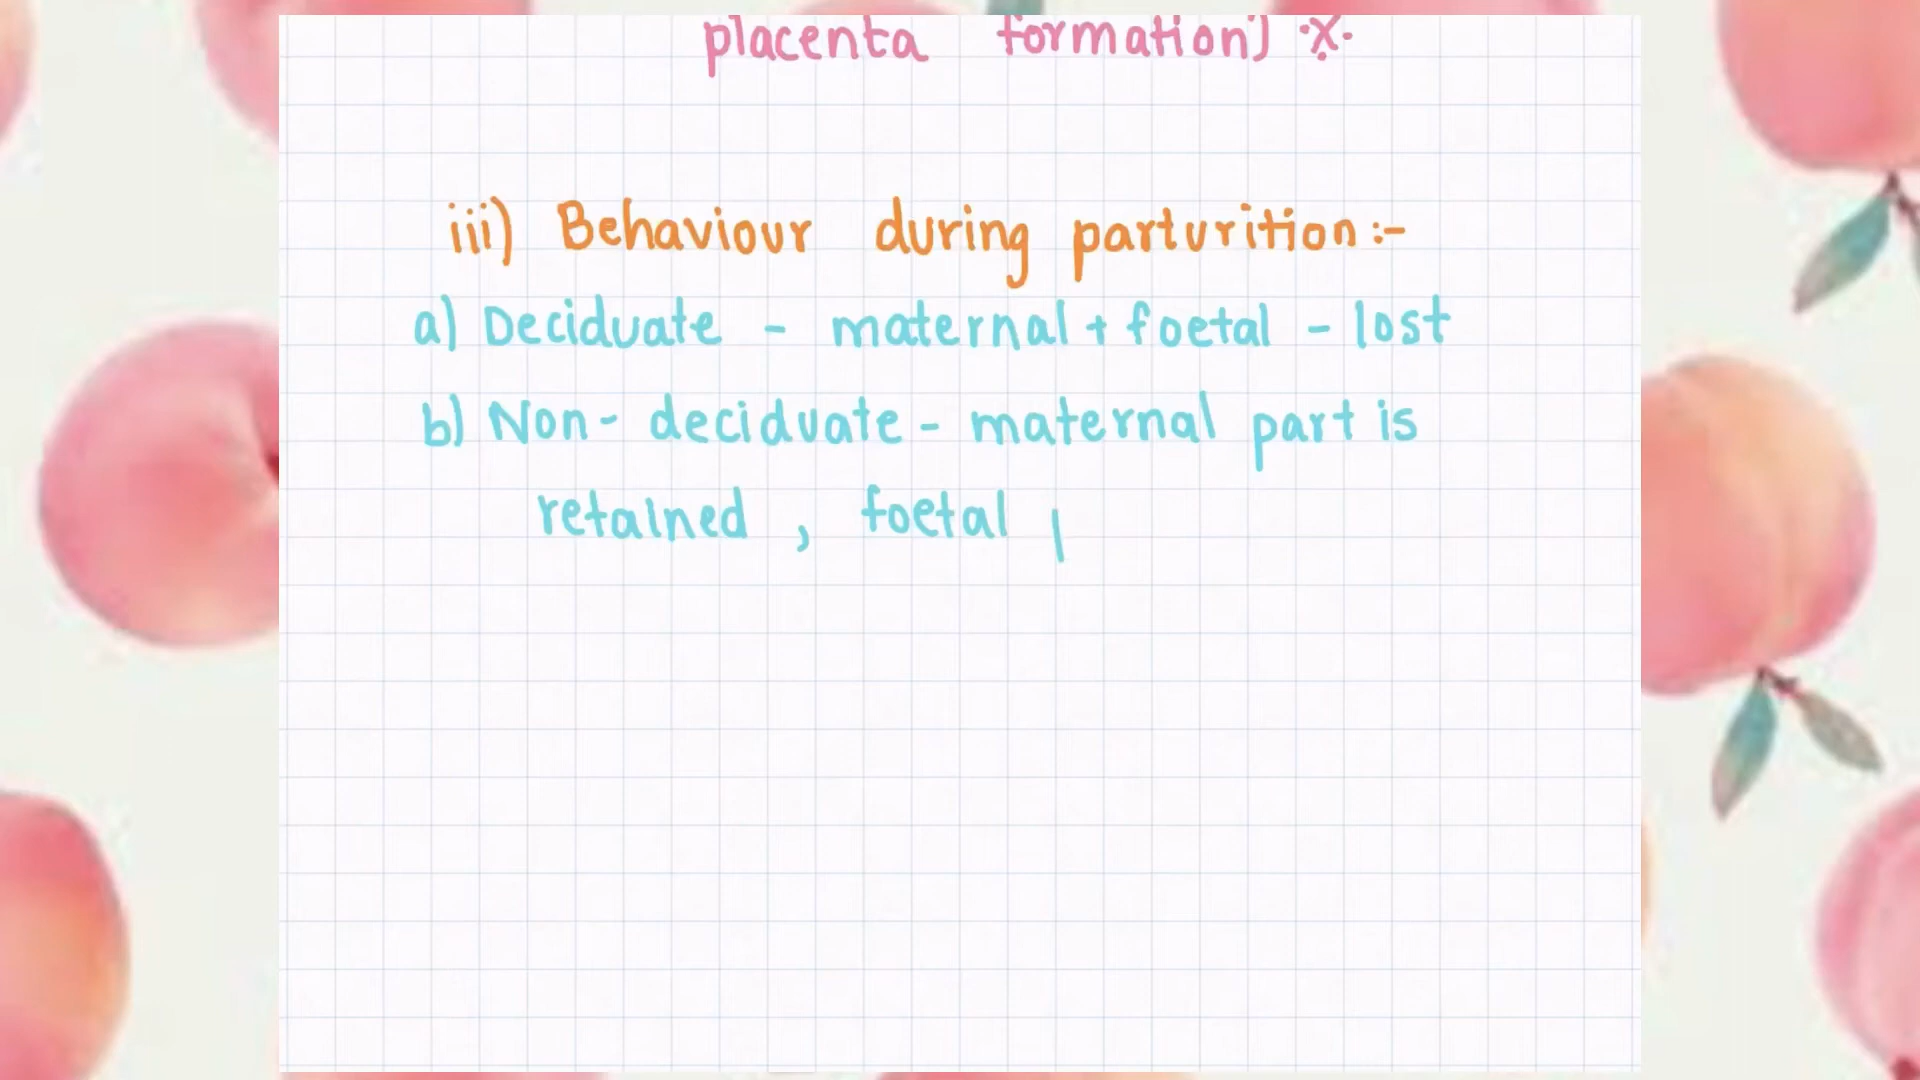 placenta formation) ※
iii) Behaviour during parturition :-
a) Deciduate - maternal + foetal - lost
b) Non - deciduate - maternal part is
retained , foetal